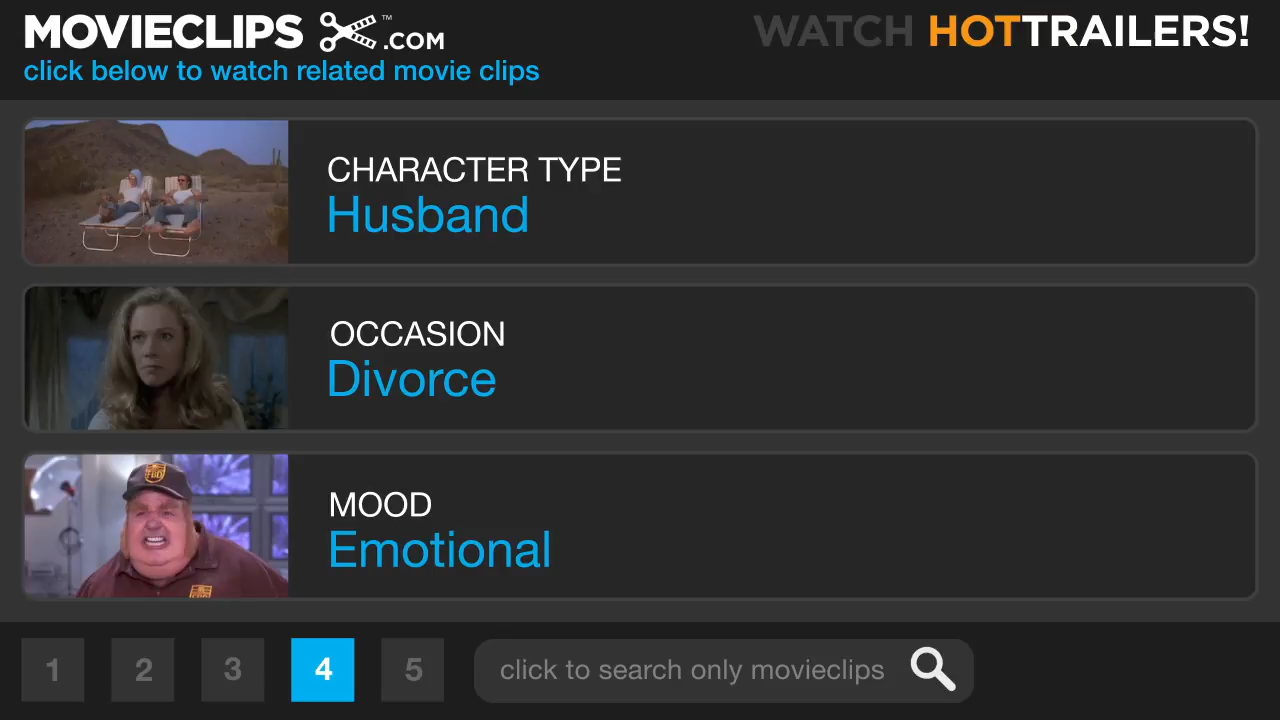 MOVIECLIPS ™ .COM
WATCH HOTTRAILERS!
click below to watch related movie clips
CHARACTER TYPE
Husband
OCCASION
Divorce
MOOD
Emotional
1 2 3 4 5 click to search only movieclips